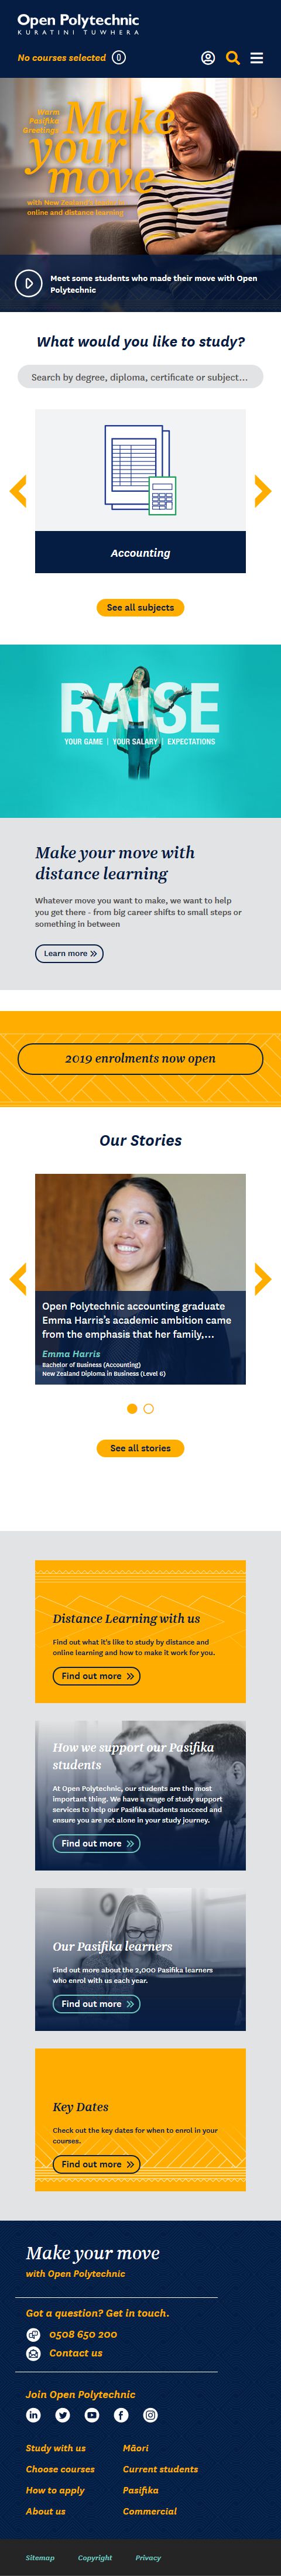 Open Polytechnic
KURATINI TUWHERA
No courses selected 0
Warm
Pasifika
Greetings
Make
your
move
with New Zealand's
online and distance learning
Meet some students who made their move with Open
Polytechnic
What would you like to study?
Search by degree, diploma, certificate or subject...
Accounting
See all subjects
RAISE
YOUR GAME | YOUR SALARY | EXPECTATIONS
Make your move with
distance learning
Whatever move you want to make, we want to help
you get there - from big career shifts to small steps or
something in between
Learn more »
2019 enrolments now open
Our Stories
Open Polytechnic accounting graduate
Emma Harris's academic ambition came
from the emphasis that her family,...
Emma Harris
Bachelor of Business (Accounting)
New Zealand Diploma in Business (Level 6)
See all stories
Distance Learning with us
Find out what it's like to study by distance and
online learning and how to make it work for you.
Find out more »
How we support our Pasifika
students
At Open Polytechnic, our students are the most
important thing. We have a range of study support
services to help our Pasifika students succeed and
ensure you are not alone in your study journey.
Find out more »
Our Pasifika learners
Find out more about the 2,000 Pasifika learners
who enrol with us each year.
Find out more »
Key Dates
Check out the key dates for when to enrol in your
courses.
Find out more »
Make your move
with Open Polytechnic
Got a question? Get in touch.
0508 650 200
Contact us
Join Open Polytechnic
Study with us Māori
Choose courses Current students
How to apply Pasifika
About us Commercial
Sitemap Copyright Privacy